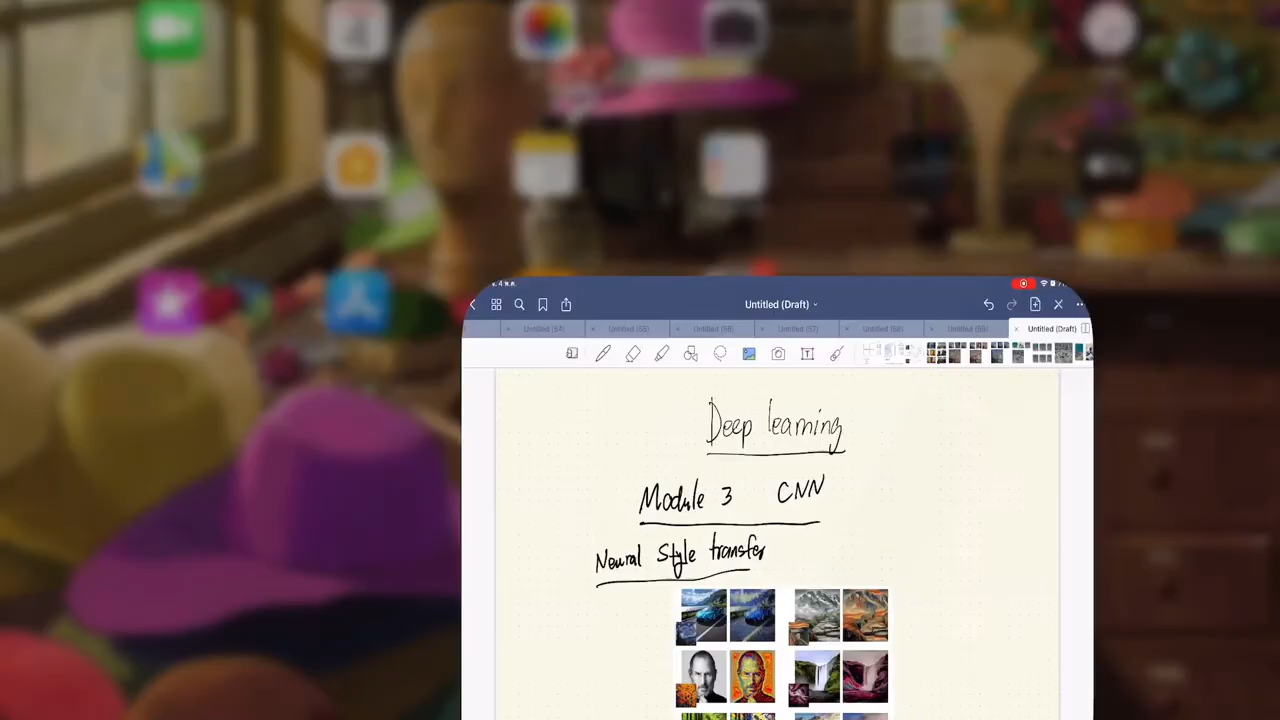 Untitled (Draft)
Untitled (54)
Untitled (55)
Untitled (56)
Untitled (57)
Untitled (58)
Untitled (59)
Untitled (Draft)
Deep learning
Module 3 CNN
Neural Style transfer